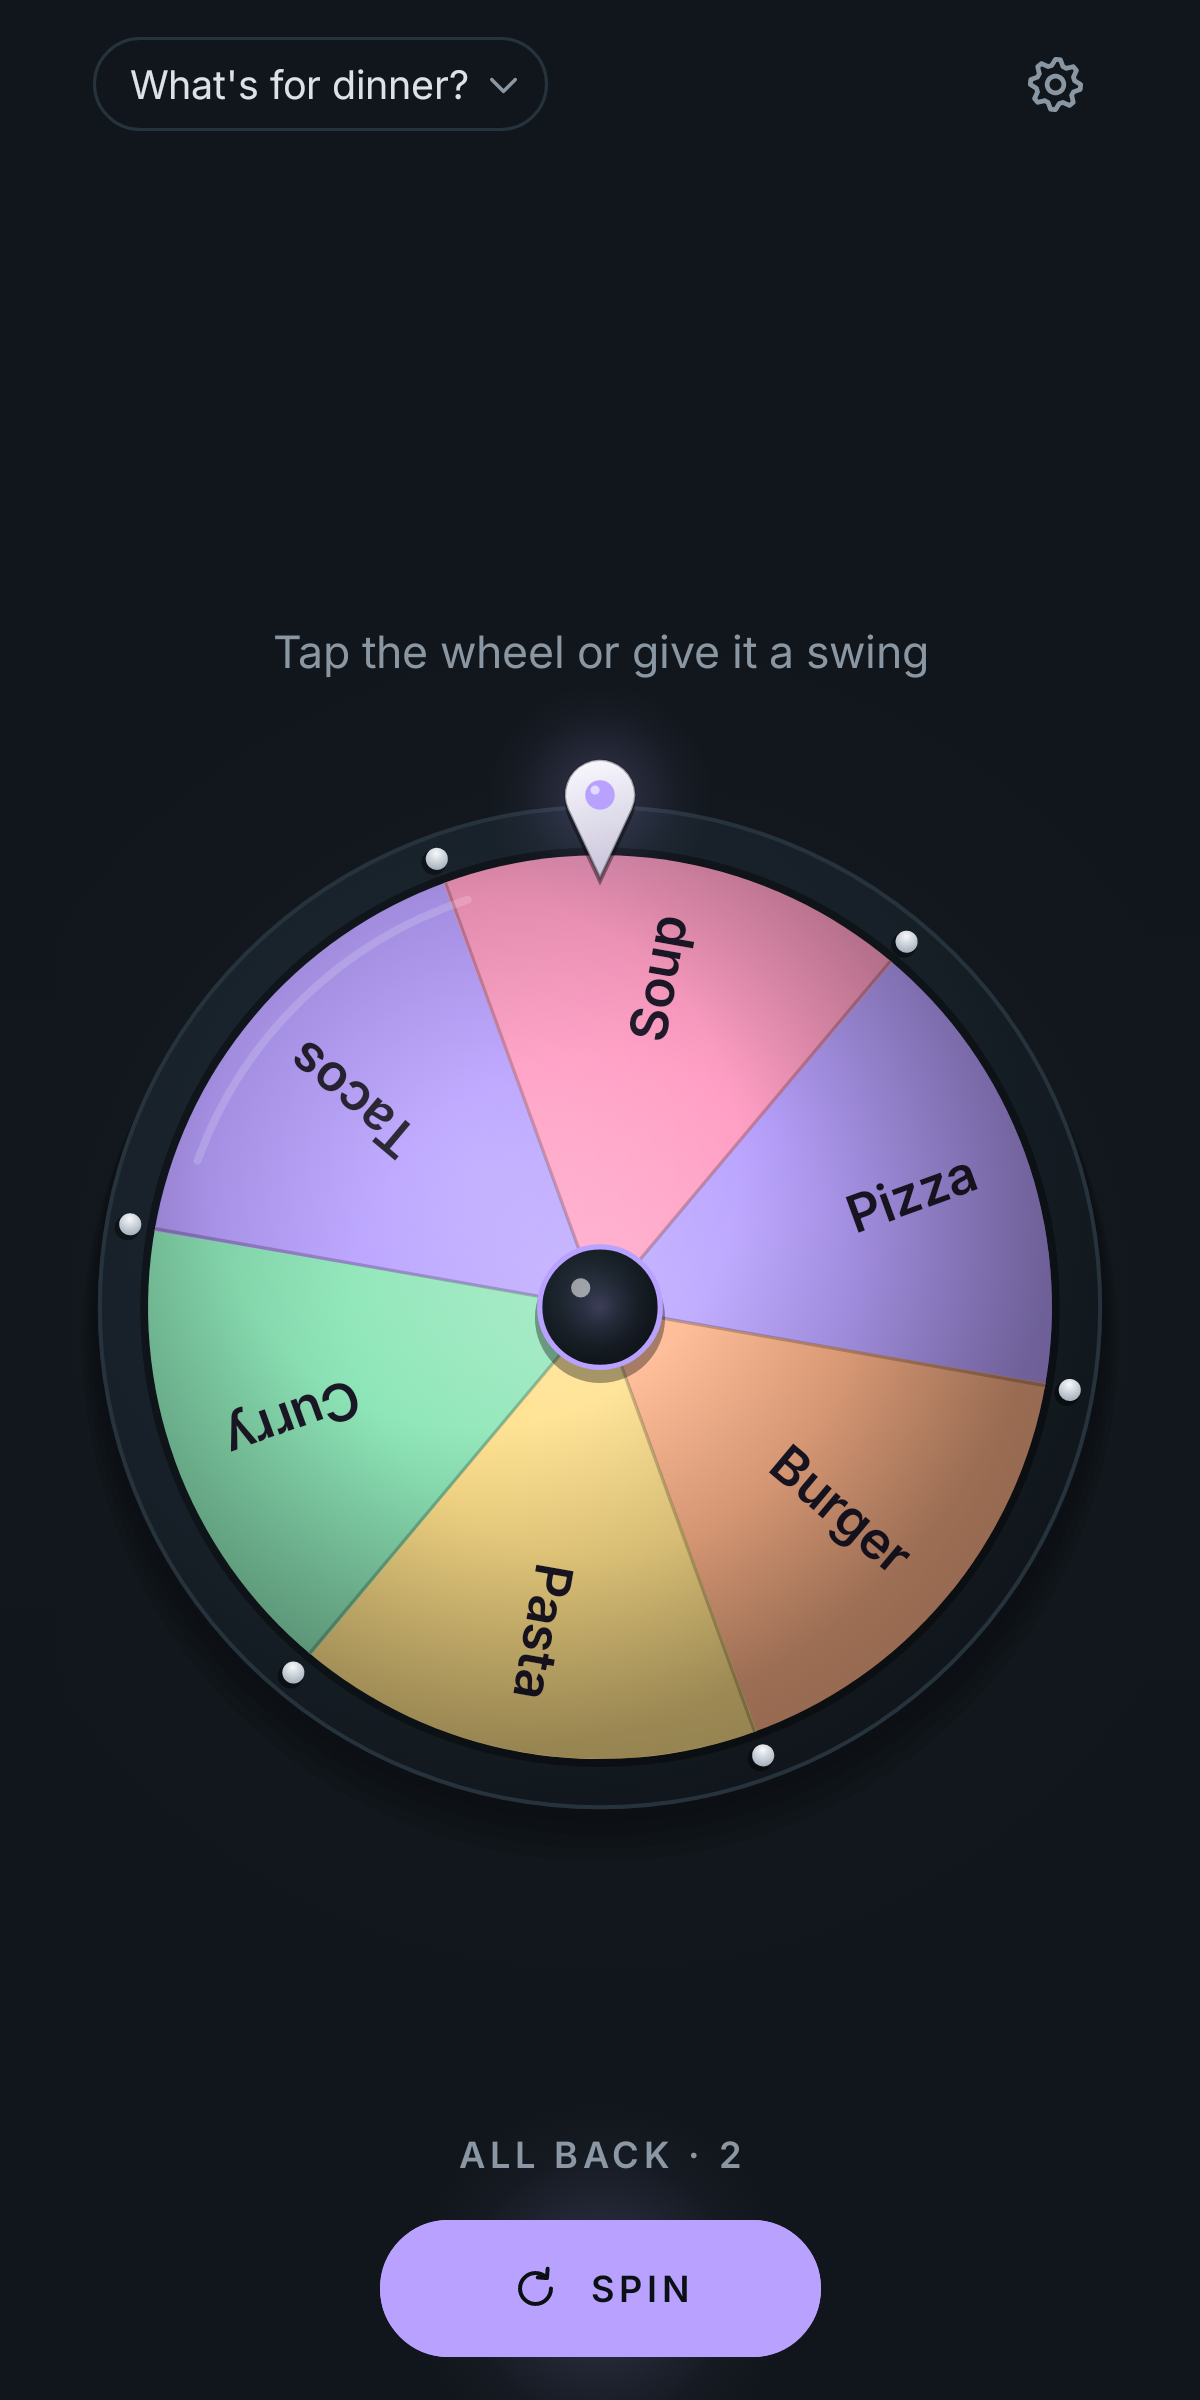 What's for dinner?
Tap the wheel or give it a swing
Soup
Tacos
Pizza
Curry
Burger
Pasta
ALL BACK · 2
SPIN